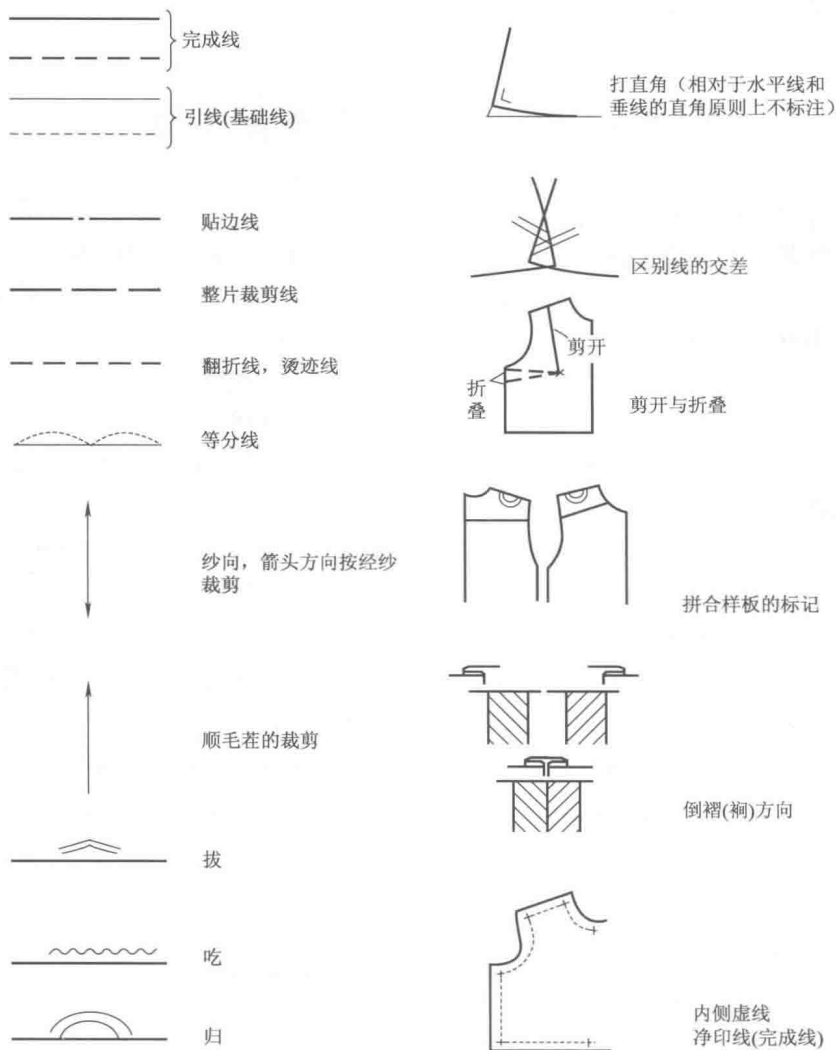 完成线
引线(基础线)
贴边线
整片裁剪线
翻折线，烫迹线
等分线
纱向，箭头方向按经纱
裁剪
顺毛茬的裁剪
拔
吃
归
打直角（相对于水平线和
垂线的直角原则上不标注）
区别线的交差
剪开
折
叠
剪开与折叠
拼合样板的标记
倒褶(裥)方向
内侧虚线
净印线(完成线)